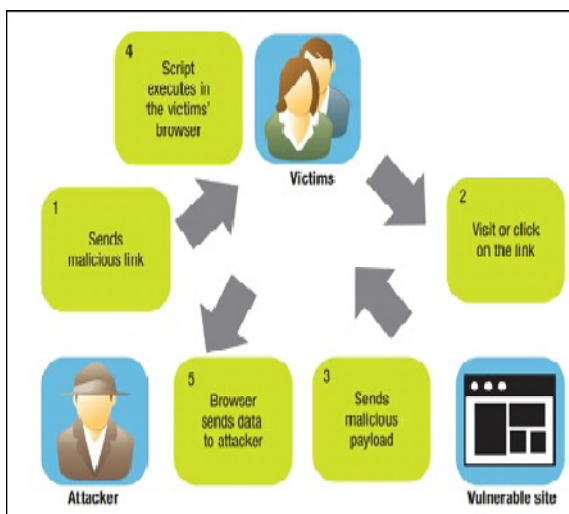 4
Script
executes in
the victims'
browser
Victims
1
Sends
malicious link
2
Visit or click
on the link
5
Browser
sends data
to attacker
3
Sends
malicious
payload
Attacker
Vulnerable site